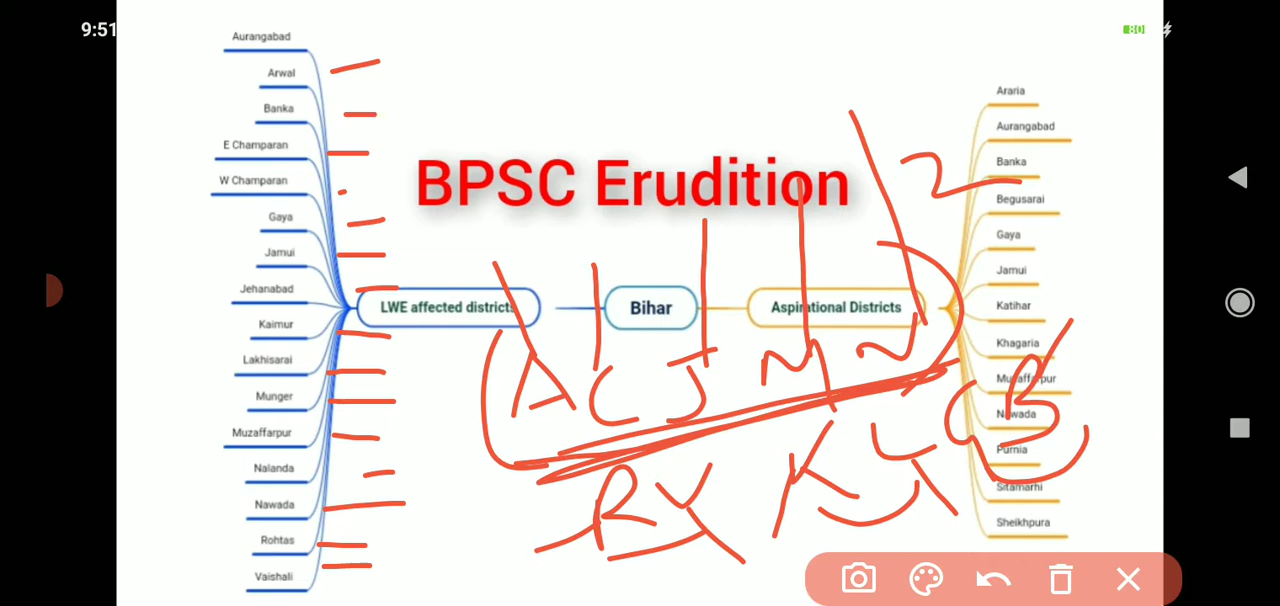 9:51
80
Aurangabad
Arwal
Banka
E Champaran
W Champaran
Gaya
Jamui
Jehanabad
Kaimur
Lakhisarai
Munger
Muzaffarpur
Nalanda
Nawada
Rohtas
Vaishali
BPSC Erudition
LWE affected districts
Bihar
Aspirational Districts
Araria
Aurangabad
Banka
Begusarai
Gaya
Jamui
Katihar
Khagaria
Muzaffarpur
Nawada
Purnia
Sitamarhi
Sheikhpura